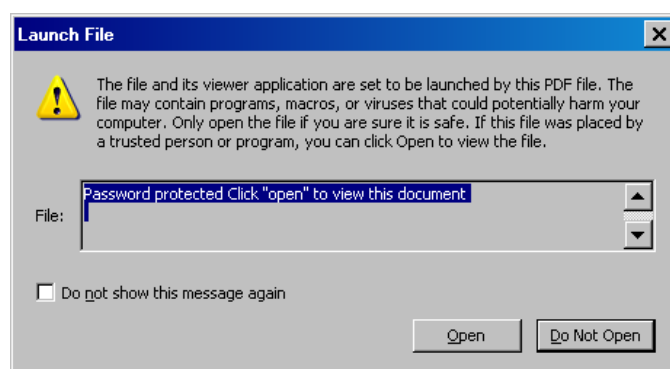 Launch File
The file and its viewer application are set to be launched by this PDF file. The
file may contain programs, macros, or viruses that could potentially harm your
computer. Only open the file if you are sure it is safe. If this file was placed by
a trusted person or program, you can click Open to view the file.
File:
Password protected Click "open" to view this document
Do not show this message again
Open
Do Not Open